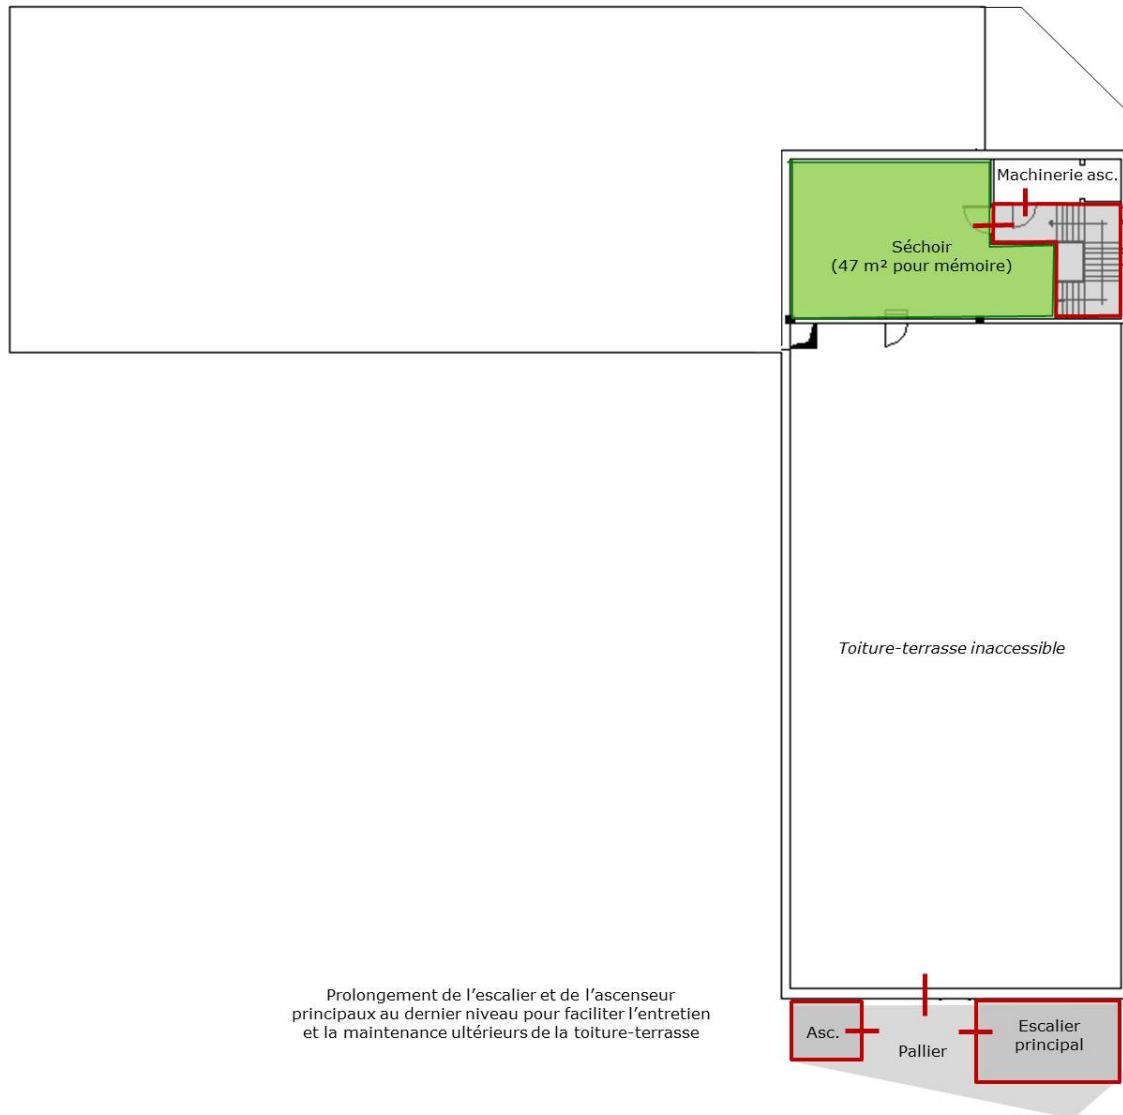 Machinerie asc.
Séchoir
(47 m² pour mémoire)
Toiture-terrasse inaccessible
Prolongement de l'escalier et de l'ascenseur
principaux au dernier niveau pour faciliter l'entretien
et la maintenance ultérieurs de la toiture-terrasse
Asc.
Pallier
Escalier
principal